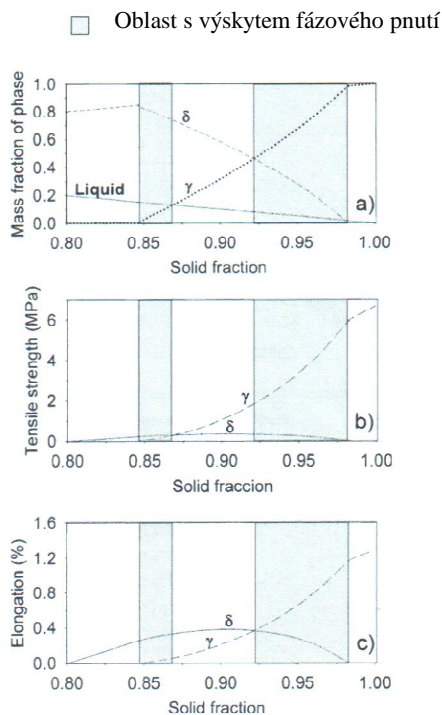 Oblast s výskytem fázového pnutí
Mass fraction of phase
1.0
0.8
0.6
0.4
0.2
0.0
δ
Liquid
γ
a)
0.80 0.85 0.90 0.95 1.00
Solid fraction
Tensile strength (MPa)
6
4
2
0
γ
δ
b)
0.80 0.85 0.90 0.95 1.00
Solid fraccion
Elongation (%)
1.6
1.2
0.8
0.4
0.0
δ
γ
c)
0.80 0.85 0.90 0.95 1.00
Solid fraction